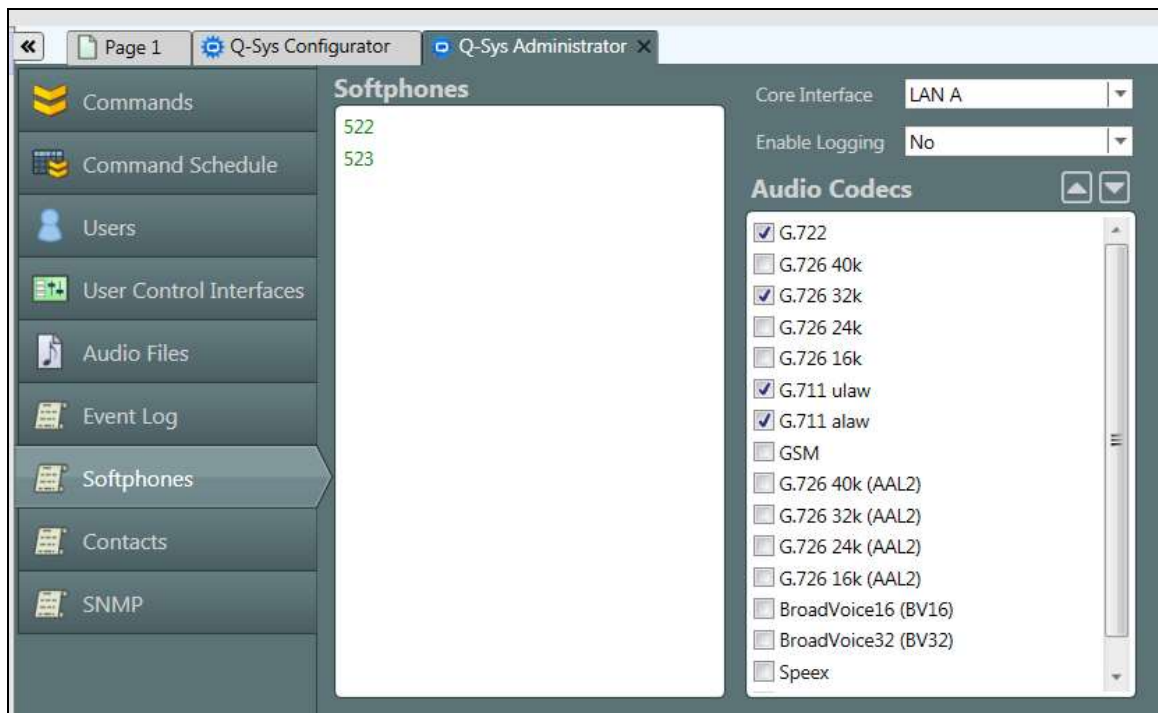 Page 1
Q-Sys Configurator
Q-Sys Administrator
Commands
Command Schedule
Users
User Control Interfaces
Audio Files
Event Log
Softphones
Contacts
SNMP
Softphones
522
523
Core Interface LAN A
Enable Logging No
Audio Codecs
G.722
G.726 40k
G.726 32k
G.726 24k
G.726 16k
G.711 ulaw
G.711 alaw
GSM
G.726 40k (AAL2)
G.726 32k (AAL2)
G.726 24k (AAL2)
G.726 16k (AAL2)
BroadVoice16 (BV16)
BroadVoice32 (BV32)
Speex